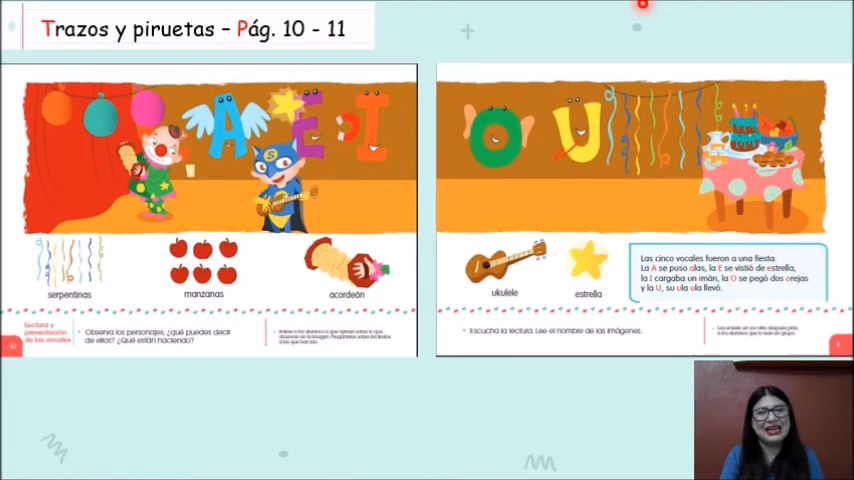 Trazos y piruetas – Pág. 10 - 11
A
E
I
S
serpentinas
manzanas
acordeón
Lectura y
presentación
de las vocales
• Observa los personajes, ¿qué puedes decir
de ellos? ¿Qué están haciendo?
10
O
U
ukulele
estrella
Las cinco vocales fueron a una fiesta.
La A se puso alas, la E se vistió de estrella,
la I cargaba un imán, la O se pegó dos orejas
y la U, su ula ula llevó.
• Escucha la lectura. Lee el nombre de las imágenes.